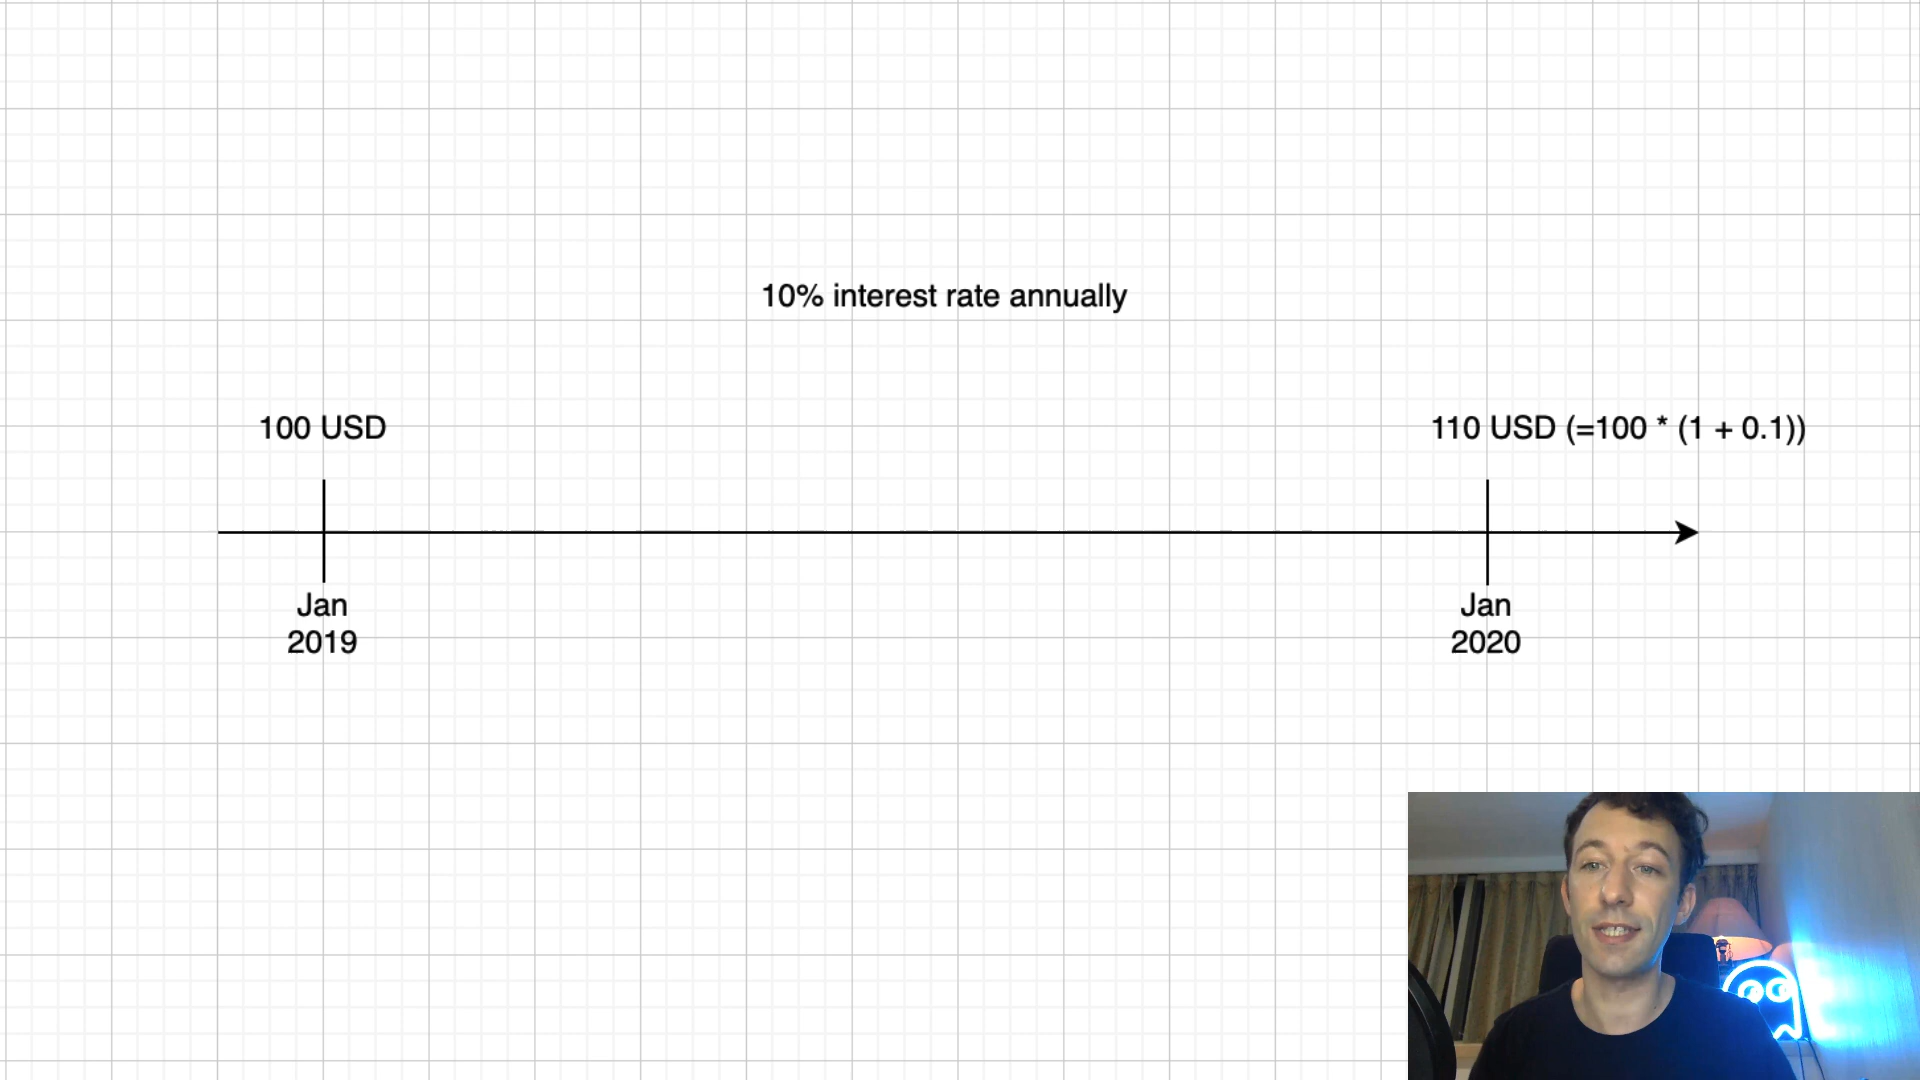 10% interest rate annually
100 USD
110 USD (=100 * (1 + 0.1))
Jan
2019
Jan
2020